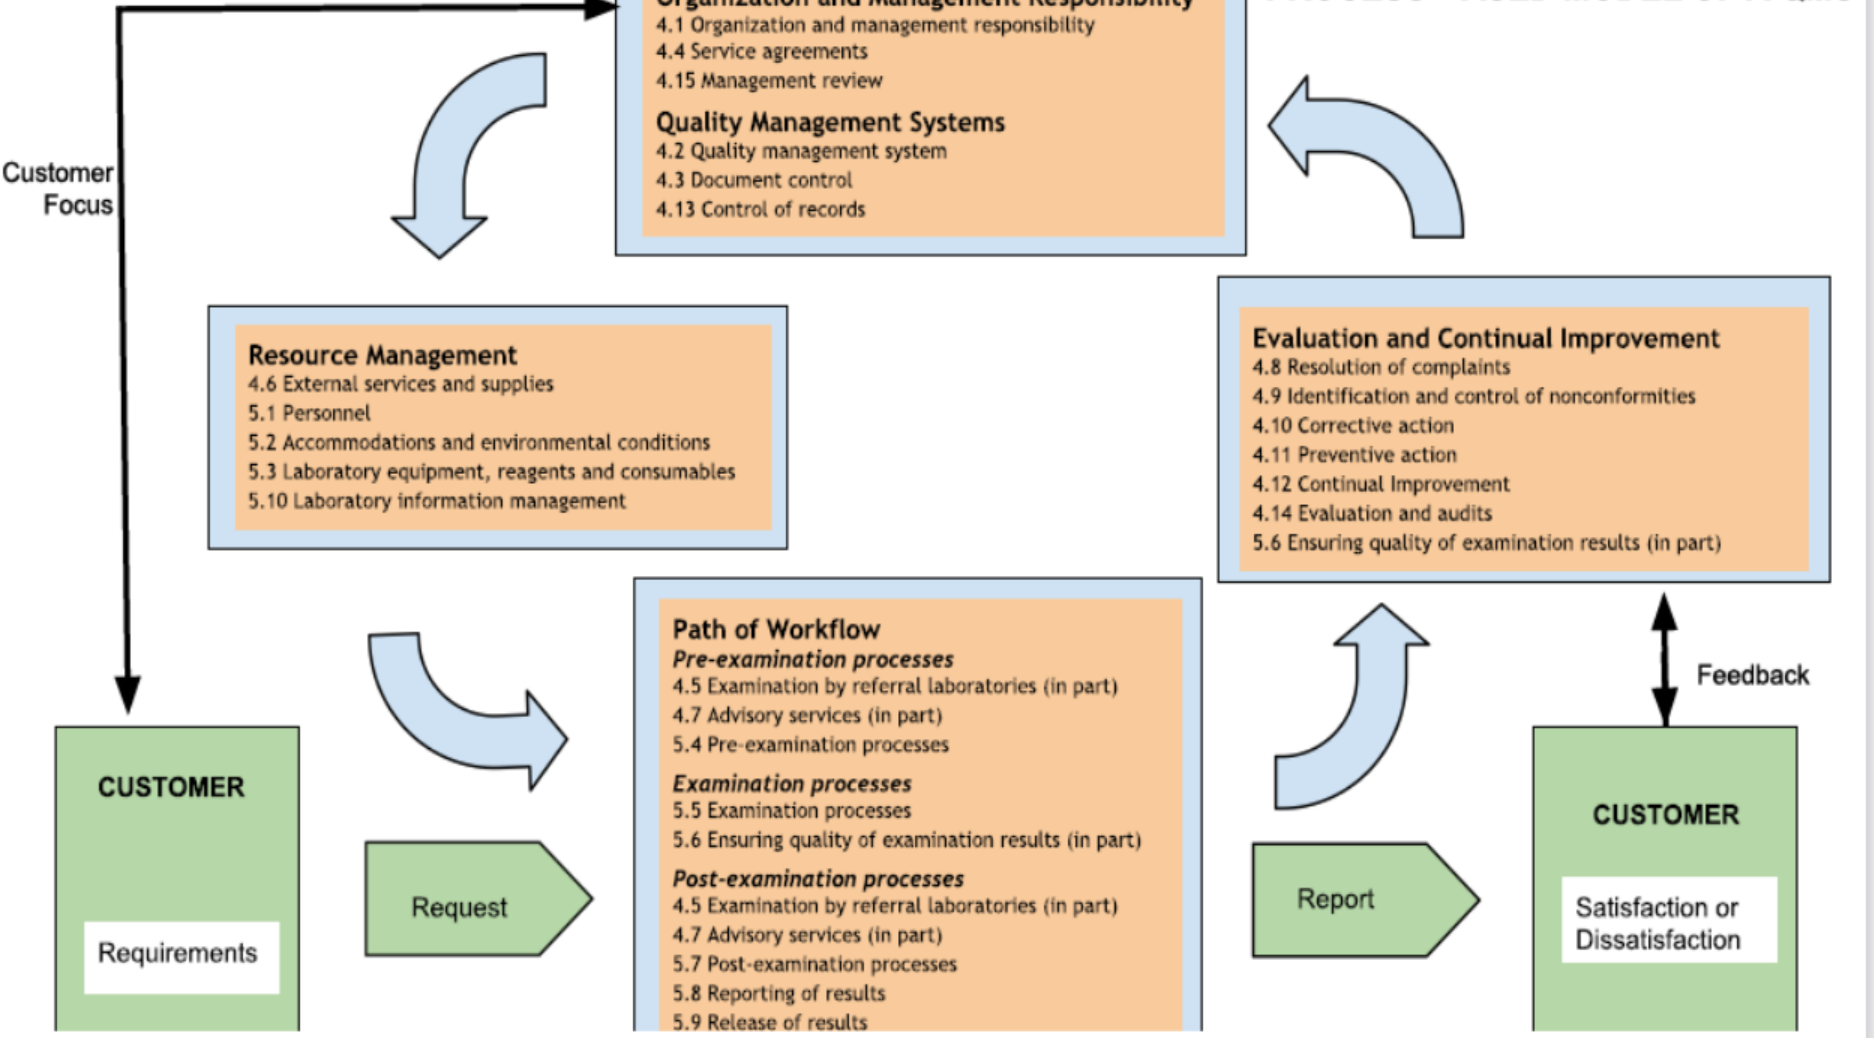 Organization and Management Responsibility
4.1 Organization and management responsibility
4.4 Service agreements
4.15 Management review
Quality Management Systems
4.2 Quality management system
4.3 Document control
4.13 Control of records
Customer
Focus
Resource Management
4.6 External services and supplies
5.1 Personnel
5.2 Accommodations and environmental conditions
5.3 Laboratory equipment, reagents and consumables
5.10 Laboratory information management
Evaluation and Continual Improvement
4.8 Resolution of complaints
4.9 Identification and control of nonconformities
4.10 Corrective action
4.11 Preventive action
4.12 Continual Improvement
4.14 Evaluation and audits
5.6 Ensuring quality of examination results (in part)
Feedback
Path of Workflow
Pre-examination processes
4.5 Examination by referral laboratories (in part)
4.7 Advisory services (in part)
5.4 Pre-examination processes
Examination processes
5.5 Examination processes
5.6 Ensuring quality of examination results (in part)
Post-examination processes
4.5 Examination by referral laboratories (in part)
4.7 Advisory services (in part)
5.7 Post-examination processes
5.8 Reporting of results
5.9 Release of results
CUSTOMER
Requirements
Request
Report
CUSTOMER
Satisfaction or
Dissatisfaction